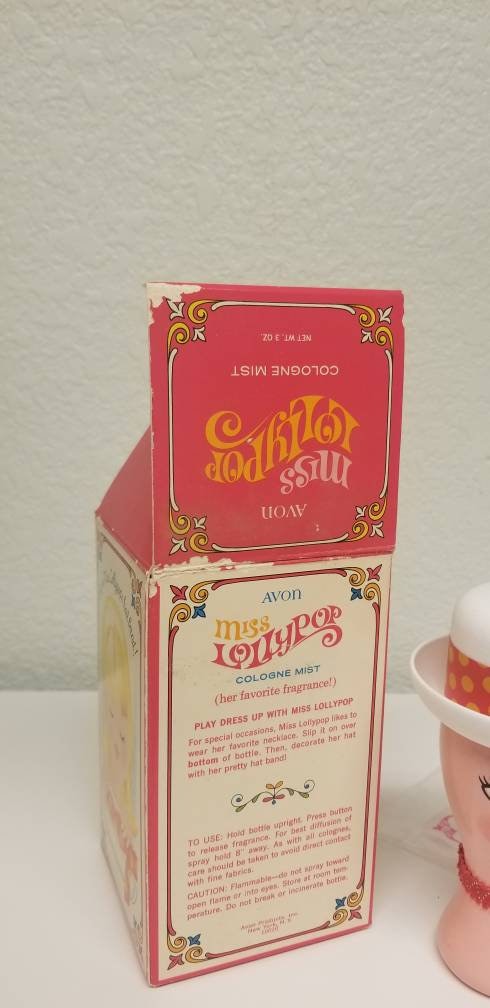 NET WT. 3 OZ.
COLOGNE MIST
MISS
LOLLYPOP
AVON
AVON
MISS
LOLLYPOP
COLOGNE MIST
(her favorite fragrance!)
PLAY DRESS UP WITH MISS LOLLYPOP
For special occasions, Miss Lollypop likes to
wear her favorite necklace. Slip it on over
bottom of bottle. Then, decorate her hat
with her pretty hat band!
TO USE: Hold bottle upright. Press button
to release fragrance. For best diffusion of
spray hold 8" away. As with all colognes,
care should be taken to avoid direct contact
with fine fabrics.
CAUTION: Flammable—do not spray toward
open flame or into eyes. Store at room tem-
perature. Do not break or incinerate bottle.
Avon Products, Inc.
New York, N.Y.
10020